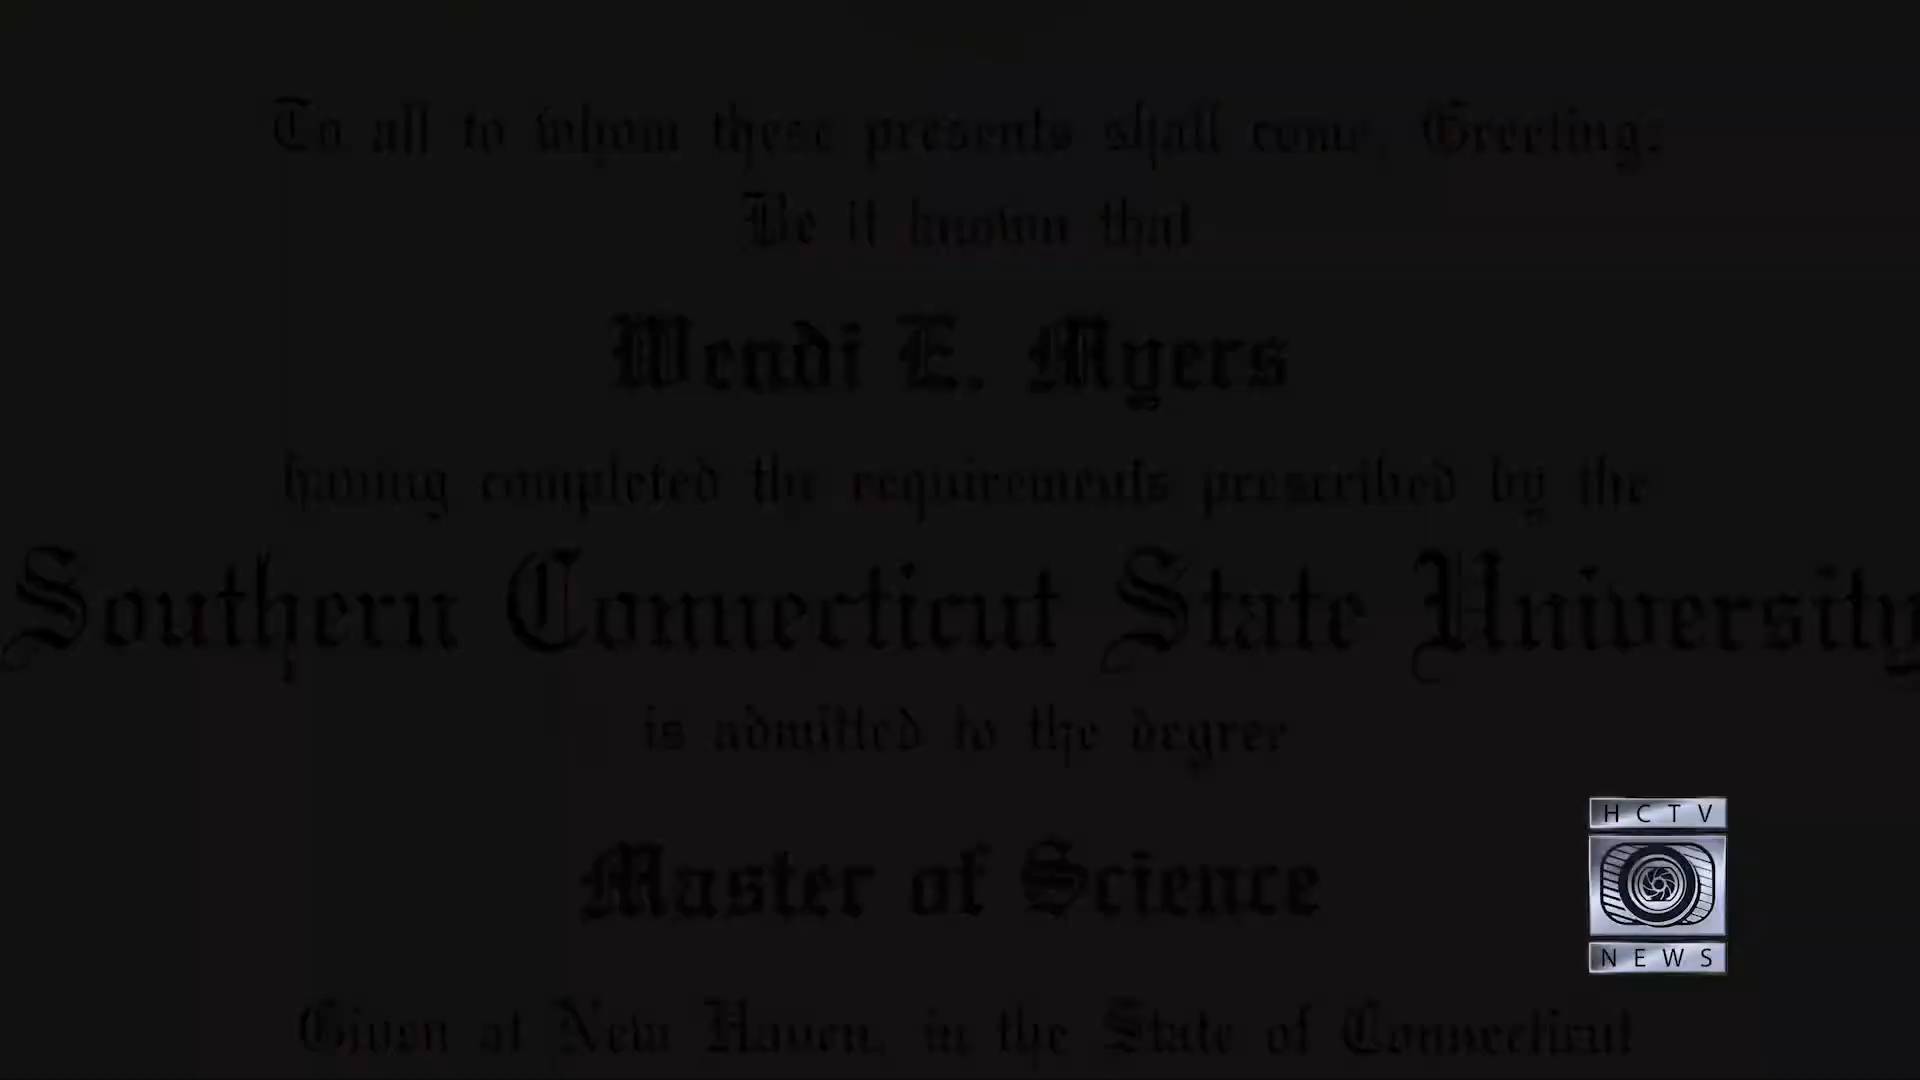 To all to whom these presents shall come, Greeting:
Be it known that
Wendi E. Myers
having completed the requirements prescribed by the
Southern Connecticut State University
is admitted to the degree
Master of Science
Given at New Haven, in the State of Connecticut
HCTV
NEWS